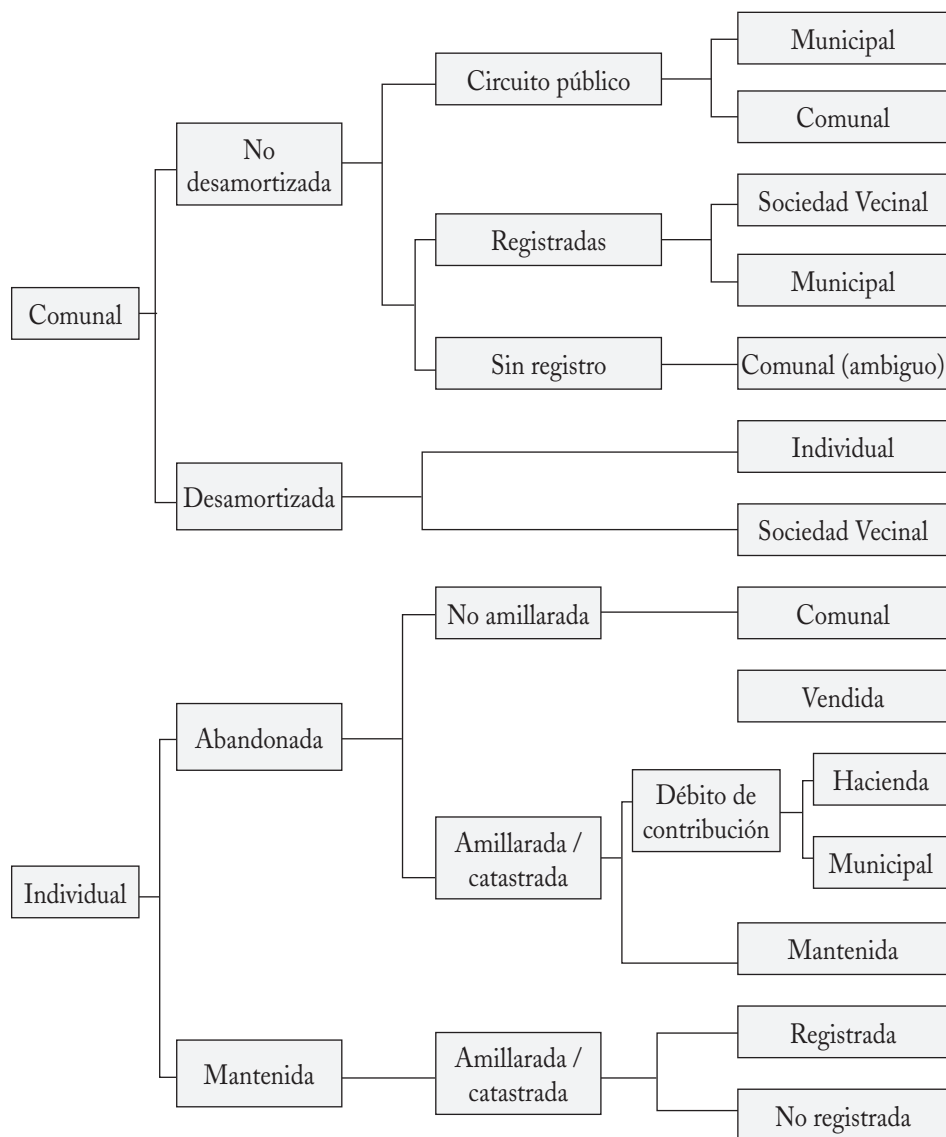 Municipal
Circuito público
Comunal
No
desamortizada
Sociedad Vecinal
Registradas
Municipal
Comunal
Sin registro
Comunal (ambiguo)
Individual
Desamortizada
Sociedad Vecinal
No amillarada
Comunal
Vendida
Abandonada
Débito de
contribución
Hacienda
Municipal
Amillarada /
catastrada
Individual
Mantenida
Registrada
Mantenida
Amillarada /
catastrada
No registrada